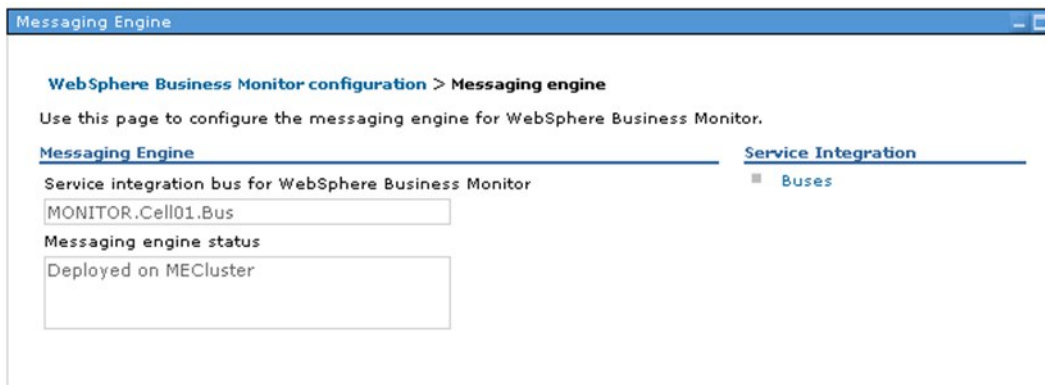 Messaging Engine
WebSphere Business Monitor configuration > Messaging engine
Use this page to configure the messaging engine for WebSphere Business Monitor.
Messaging Engine
Service integration bus for WebSphere Business Monitor
MONITOR.Cell01.Bus
Messaging engine status
Deployed on MECluster
Service Integration
Buses